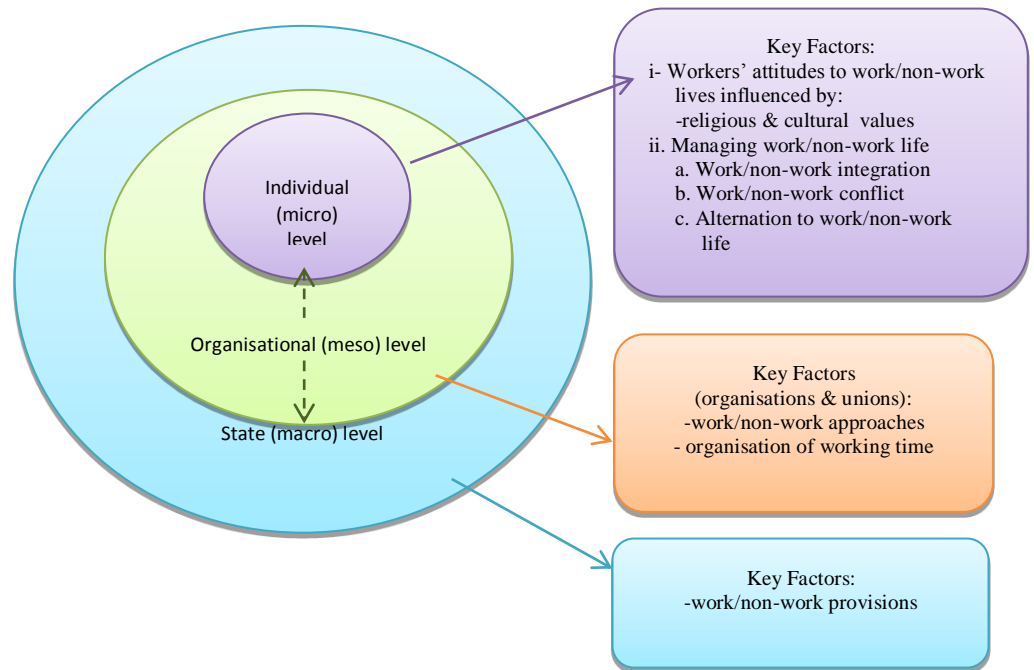 Individual
(micro)
level
Organisational (meso) level
State (macro) level
Key Factors:
i- Workers' attitudes to work/non-work
lives influenced by:
-religious & cultural values
ii. Managing work/non-work life
a. Work/non-work integration
b. Work/non-work conflict
c. Alternation to work/non-work
life
Key Factors
(organisations & unions):
-work/non-work approaches
- organisation of working time
Key Factors:
-work/non-work provisions